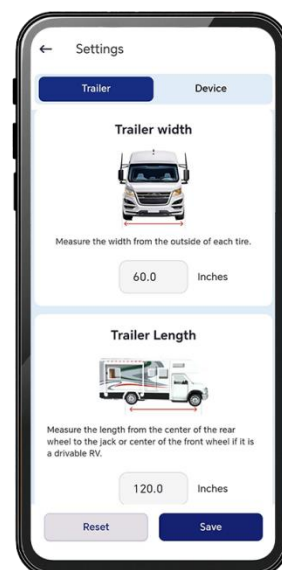 Settings
Trailer
Device
Trailer width
Measure the width from the outside of each tire.
60.0
Inches
Trailer Length
Measure the length from the center of the rear
wheel to the jack or center of the front wheel if it is
a drivable RV.
120.0
Inches
Reset
Save